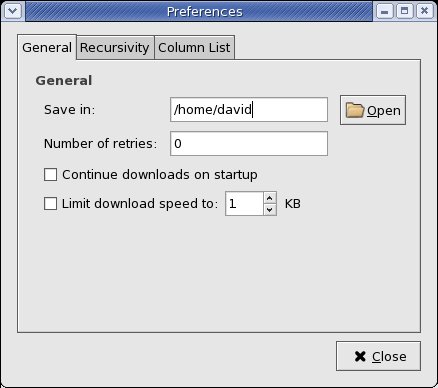 Preferences
General Recursivity Column List
General
Save in: /home/david Open
Number of retries: 0
Continue downloads on startup
Limit download speed to: 1 KB
Close